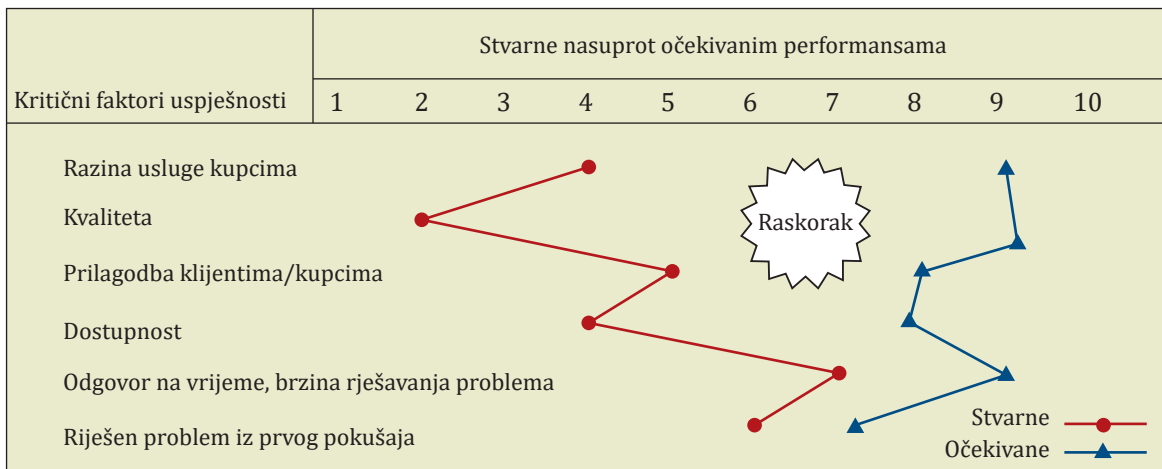 Stvarne nasuprot očekivanim performansama
Kritični faktori uspješnosti 1 2 3 4 5 6 7 8 9 10
Razina usluge kupcima
Kvaliteta
Raskorak
Prilagodba klijentima/kupcima
Dostupnost
Odgovor na vrijeme, brzina rješavanja problema
Riješen problem iz prvog pokušaja
Stvarne
Očekivane